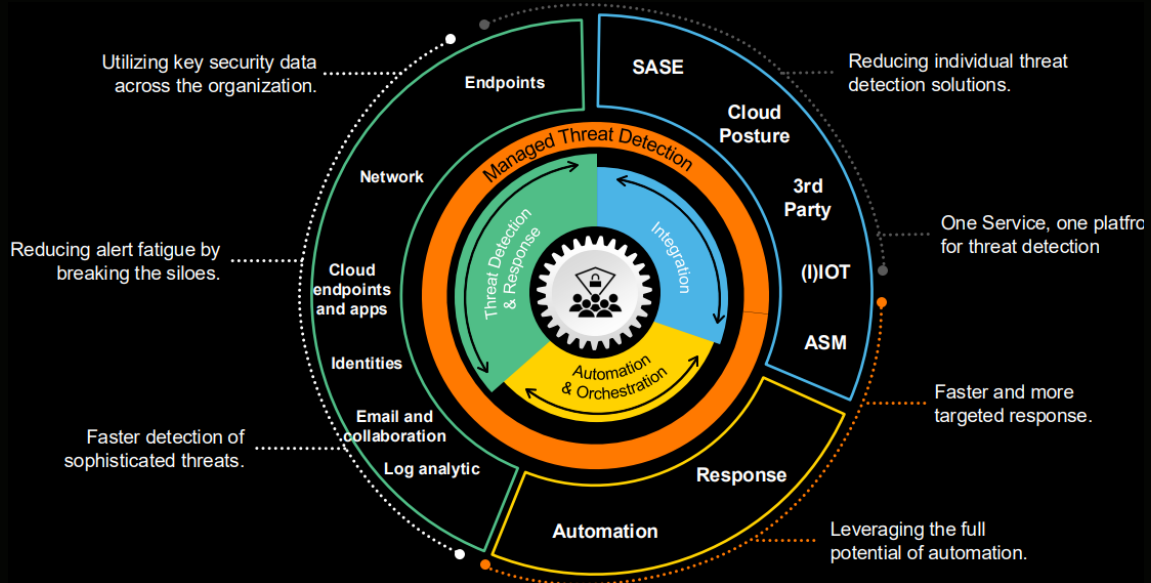 Utilizing key security data
across the organization.
Reducing alert fatigue by
breaking the siloes.
Faster detection of
sophisticated threats.
Endpoints
Network
Cloud
endpoints
and apps
Identities
Email and
collaboration
Log analytic
Managed Threat Detection
Threat Detection
& Response
Integration
Automation
& Orchestration
SASE
Cloud
Posture
3rd
Party
(I)IOT
ASM
Response
Automation
Reducing individual threat
detection solutions.
One Service, one platfro
for threat detection
Faster and more
targeted response.
Leveraging the full
potential of automation.